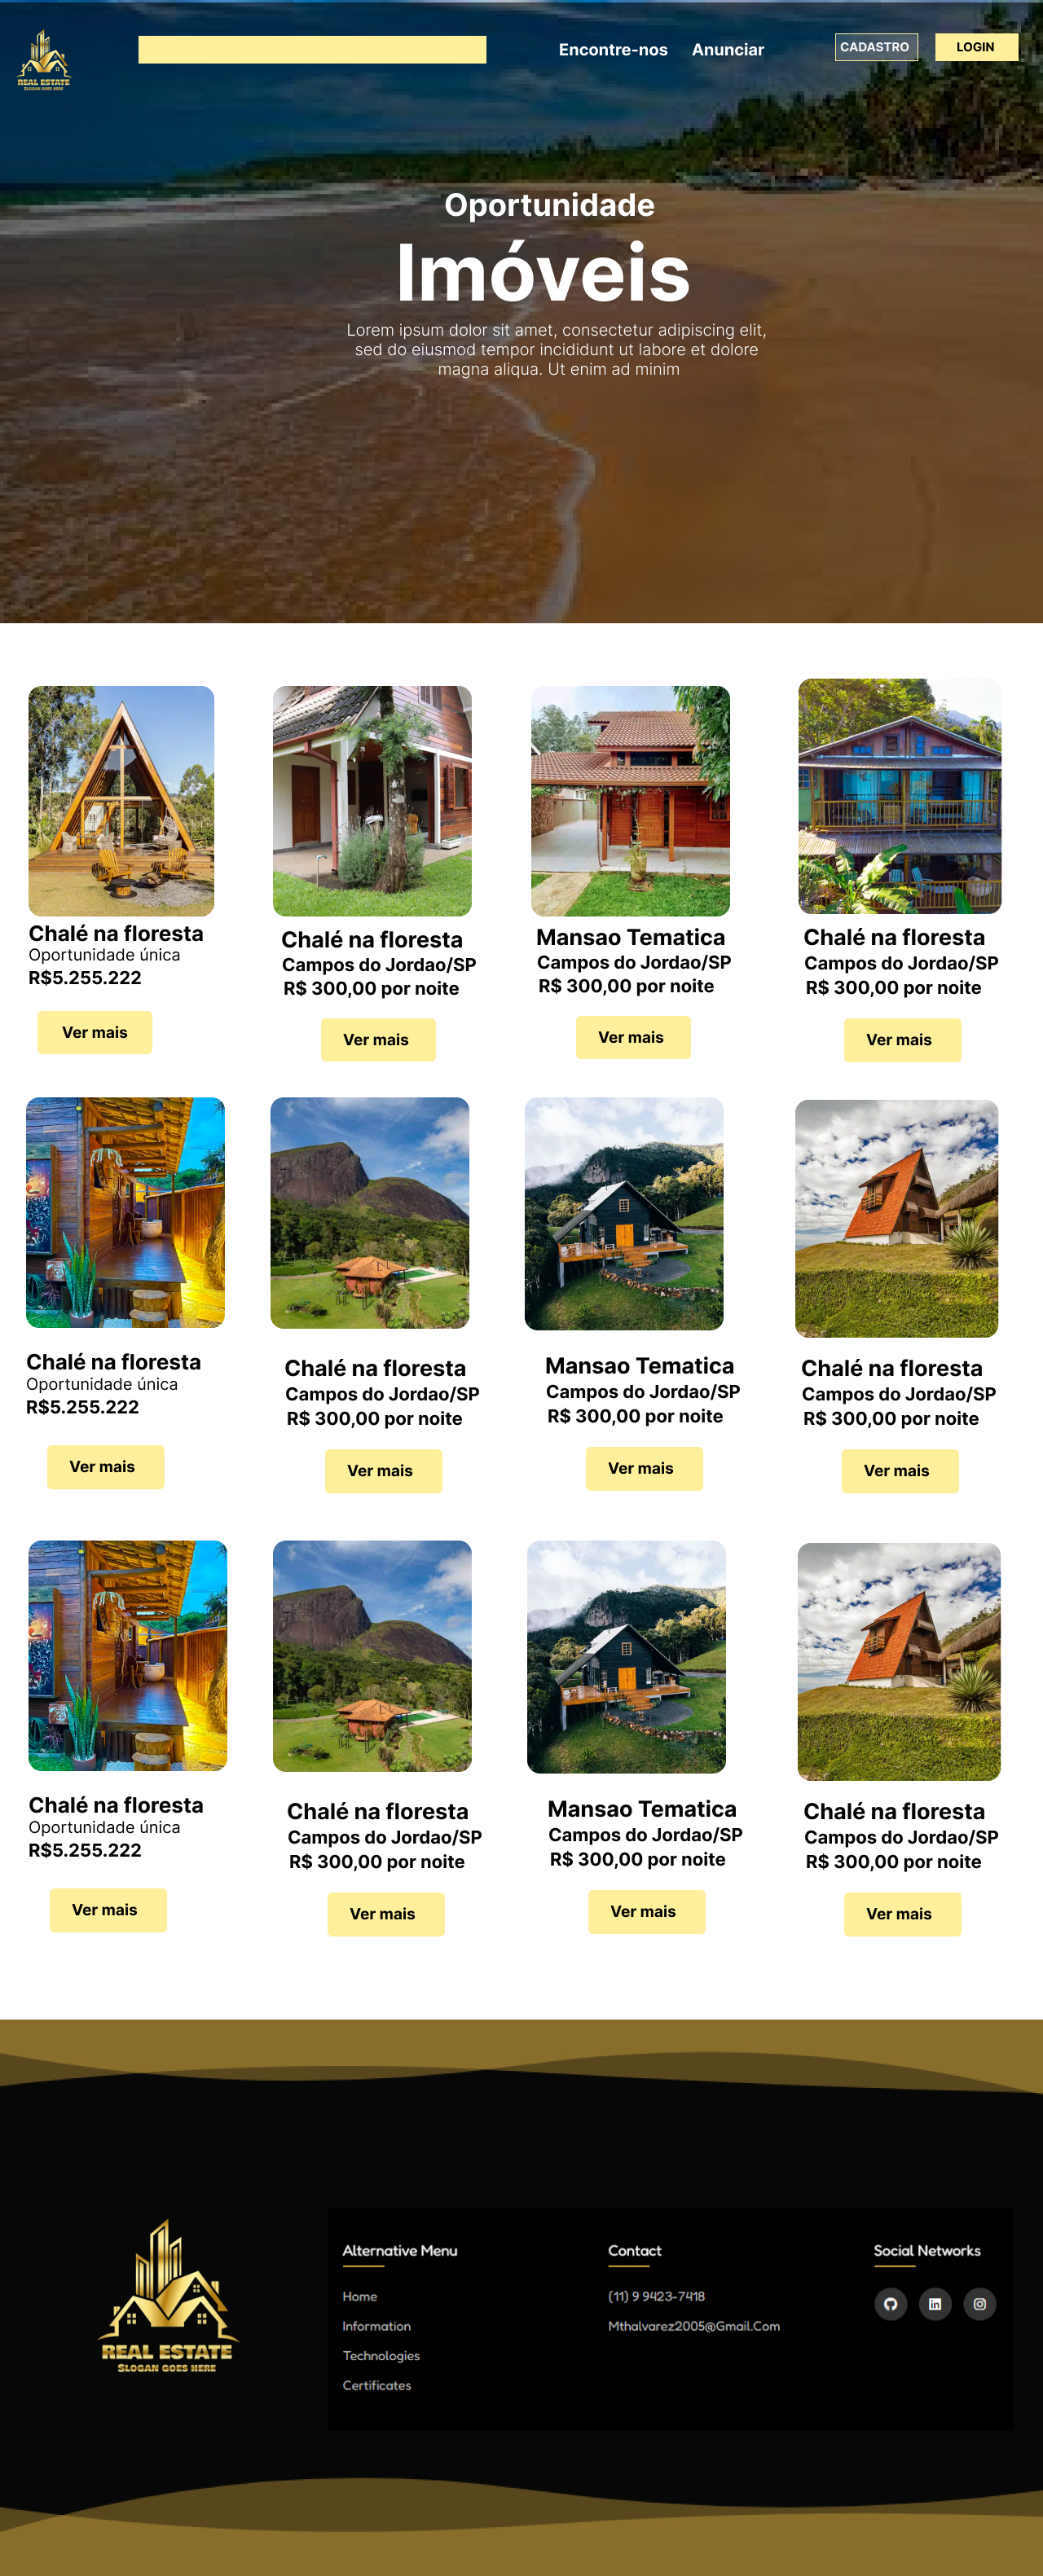 REAL ESTATE
SLOGAN GOES HERE
Encontre-nos
Anunciar
CADASTRO
LOGIN
Oportunidade
Imóveis
Lorem ipsum dolor sit amet, consectetur adipiscing elit,
sed do eiusmod tempor incididunt ut labore et dolore
magna aliqua. Ut enim ad minim
Chalé na floresta
Oportunidade única
R$5.255.222
Ver mais
Chalé na floresta
Campos do Jordao/SP
R$ 300,00 por noite
Ver mais
Mansao Tematica
Campos do Jordao/SP
R$ 300,00 por noite
Ver mais
Chalé na floresta
Campos do Jordao/SP
R$ 300,00 por noite
Ver mais
Chalé na floresta
Oportunidade única
R$5.255.222
Ver mais
Chalé na floresta
Campos do Jordao/SP
R$ 300,00 por noite
Ver mais
Mansao Tematica
Campos do Jordao/SP
R$ 300,00 por noite
Ver mais
Chalé na floresta
Campos do Jordao/SP
R$ 300,00 por noite
Ver mais
Chalé na floresta
Oportunidade única
R$5.255.222
Ver mais
Chalé na floresta
Campos do Jordao/SP
R$ 300,00 por noite
Ver mais
Mansao Tematica
Campos do Jordao/SP
R$ 300,00 por noite
Ver mais
Chalé na floresta
Campos do Jordao/SP
R$ 300,00 por noite
Ver mais
REAL ESTATE
SLOGAN GOES HERE
Alternative Menu
Home
Information
Technologies
Certificates
Contact
(11) 9 9423-7418
Mthalvarez2005@Gmail.Com
Social Networks